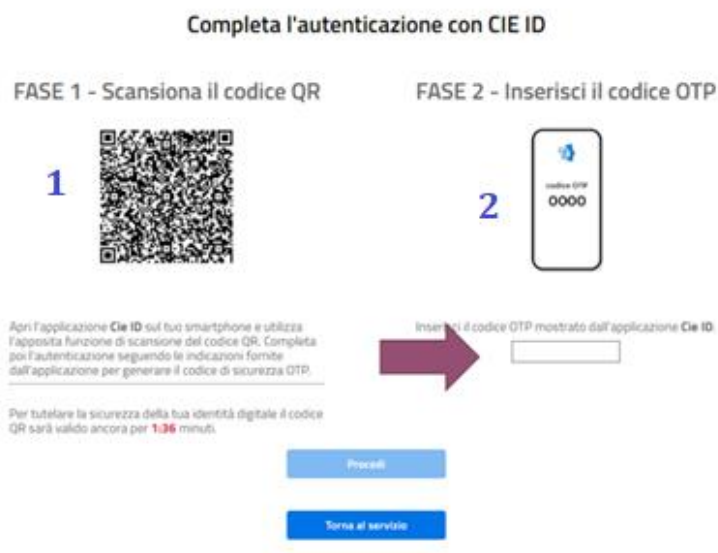 Completa l'autenticazione con CIE ID
FASE 1 - Scansiona il codice QR
1
Apri l'applicazione Cie ID sul tuo smartphone e utilizza
l'apposita funzione di scansione del codice QR. Completa
poi l'autenticazione seguendo le indicazioni fornite
dall'applicazione per generare il codice di sicurezza OTP.
Per tutelare la sicurezza della tua identità digitale il codice
QR sarà valido ancora per 1:36 minuti.
FASE 2 - Inserisci il codice OTP
2
codice OTP
0000
Inserisci il codice OTP mostrato dall'applicazione Cie ID.
Procedi
Torna al servizio